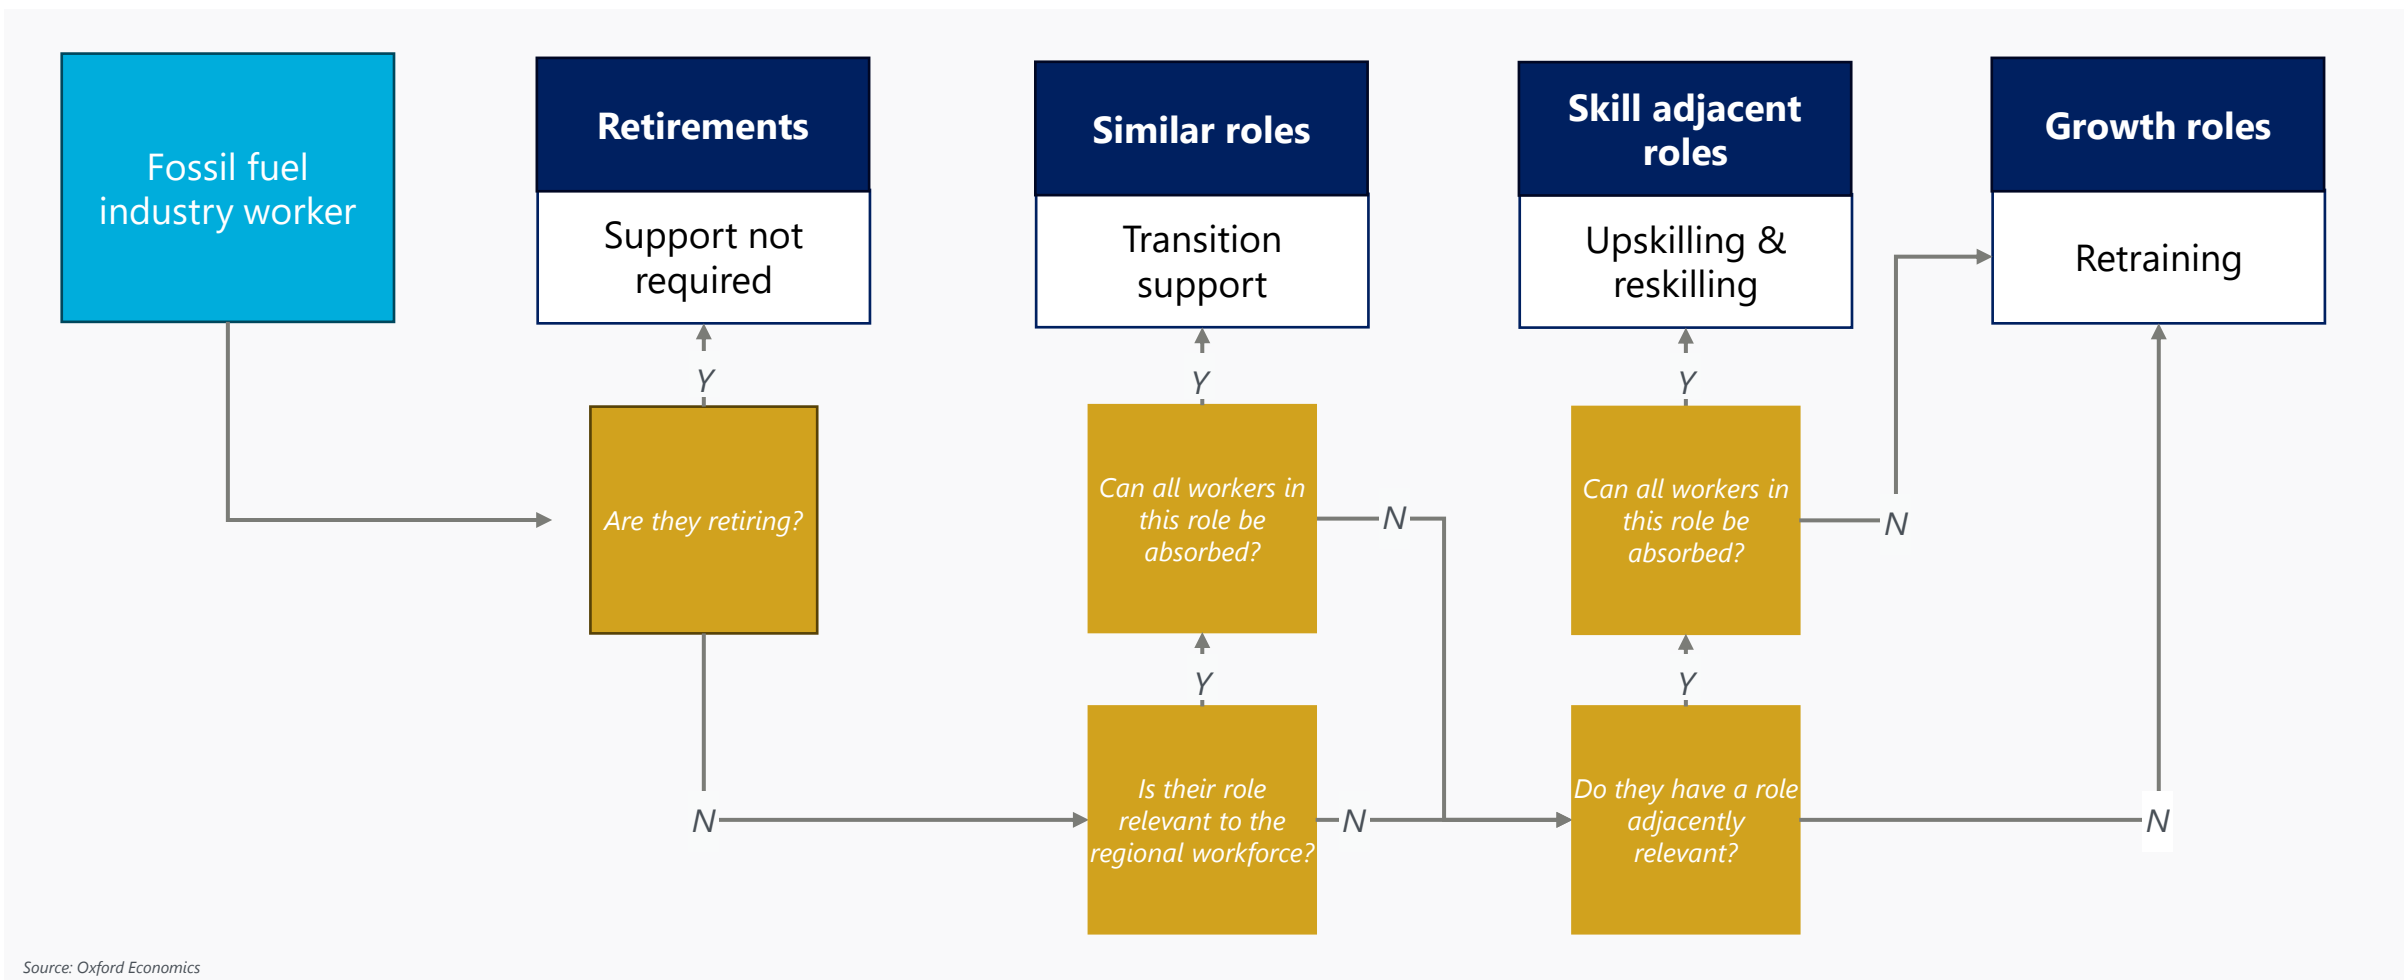 Fossil fuel
industry worker
Retirements
Support not
required
Y
Are they retiring?
N
Similar roles
Transition
support
Y
Can all workers in
this role be
absorbed?
N
Y
Is their role
relevant to the
regional workforce?
N
Skill adjacent
roles
Upskilling &
reskilling
Y
Can all workers in
this role be
absorbed?
N
Y
Do they have a role
adjacently
relevant?
N
Growth roles
Retraining
Source: Oxford Economics